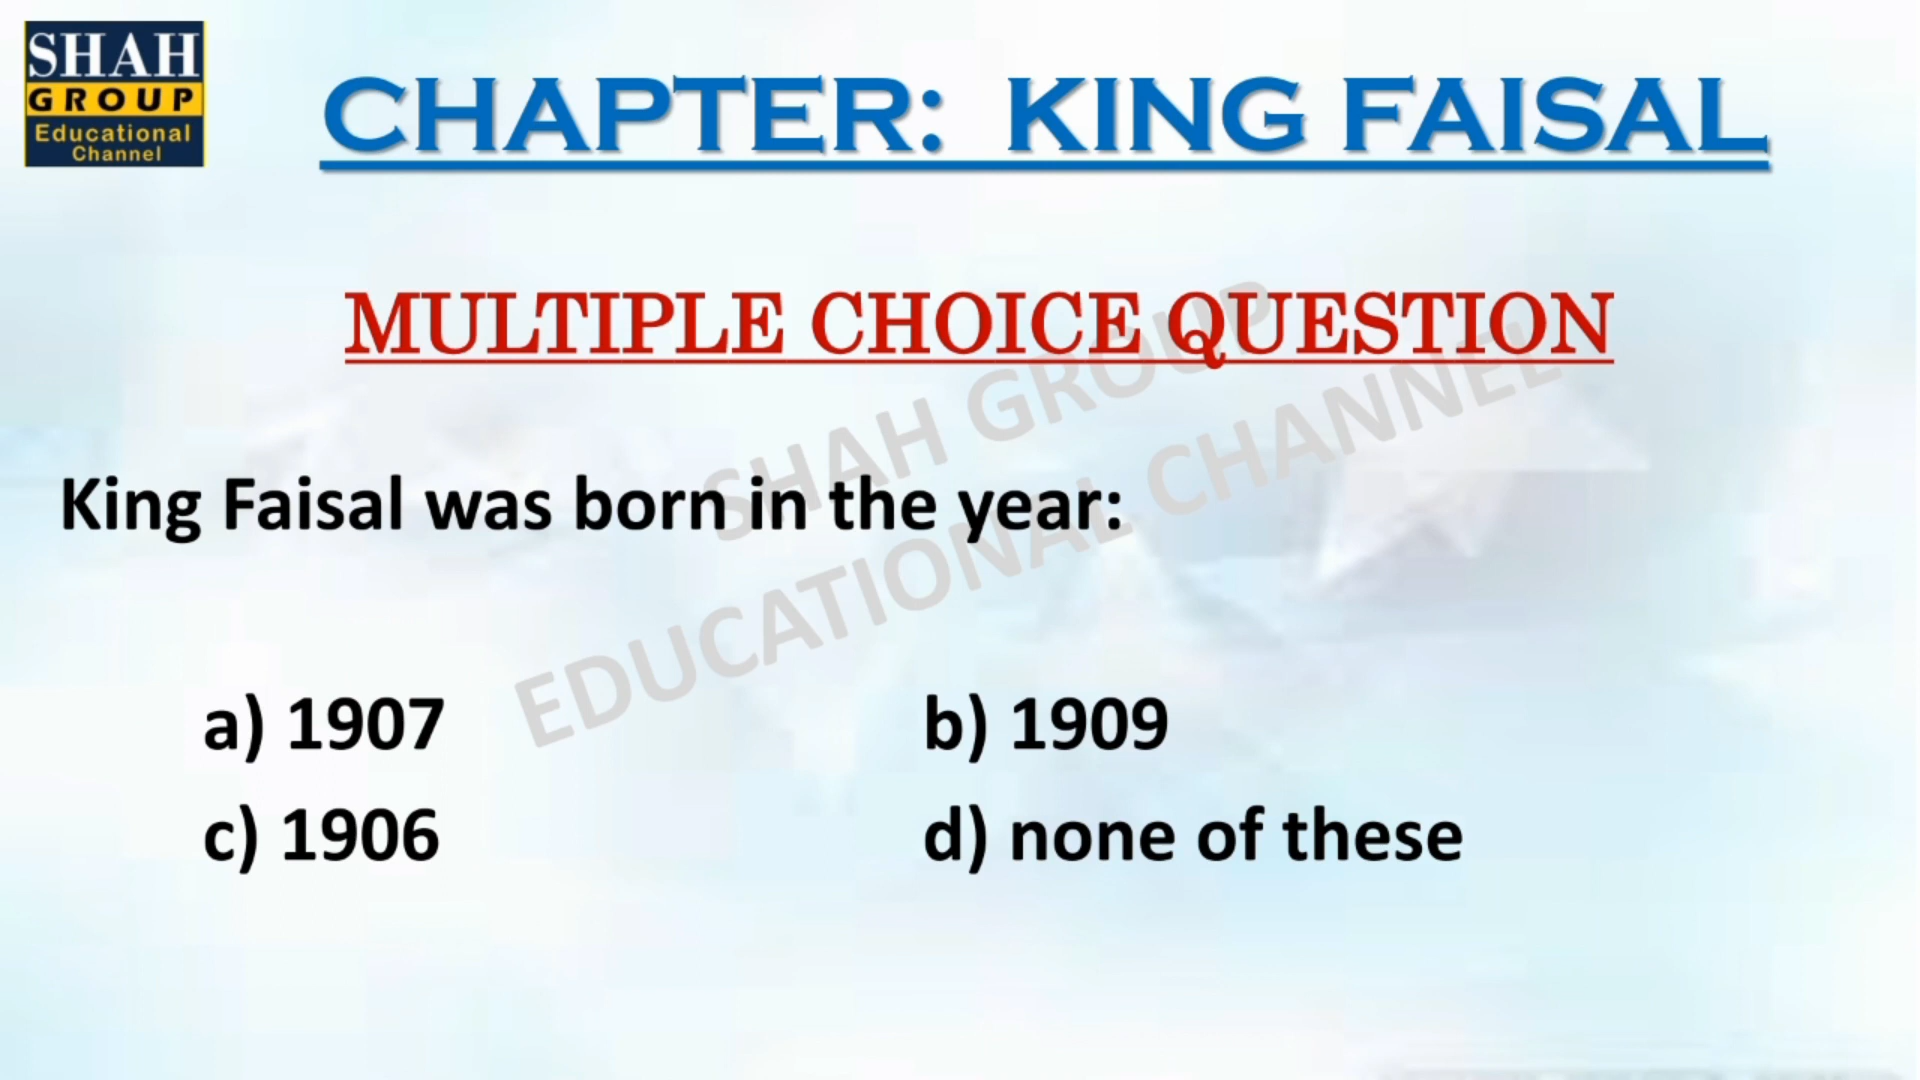 SHAH
GROUP
Educational
Channel
CHAPTER: KING FAISAL
MULTIPLE CHOICE QUESTION
SHAH GROUP
EDUCATIONAL CHANNEL
King Faisal was born in the year:
a) 1907 b) 1909
c) 1906 d) none of these